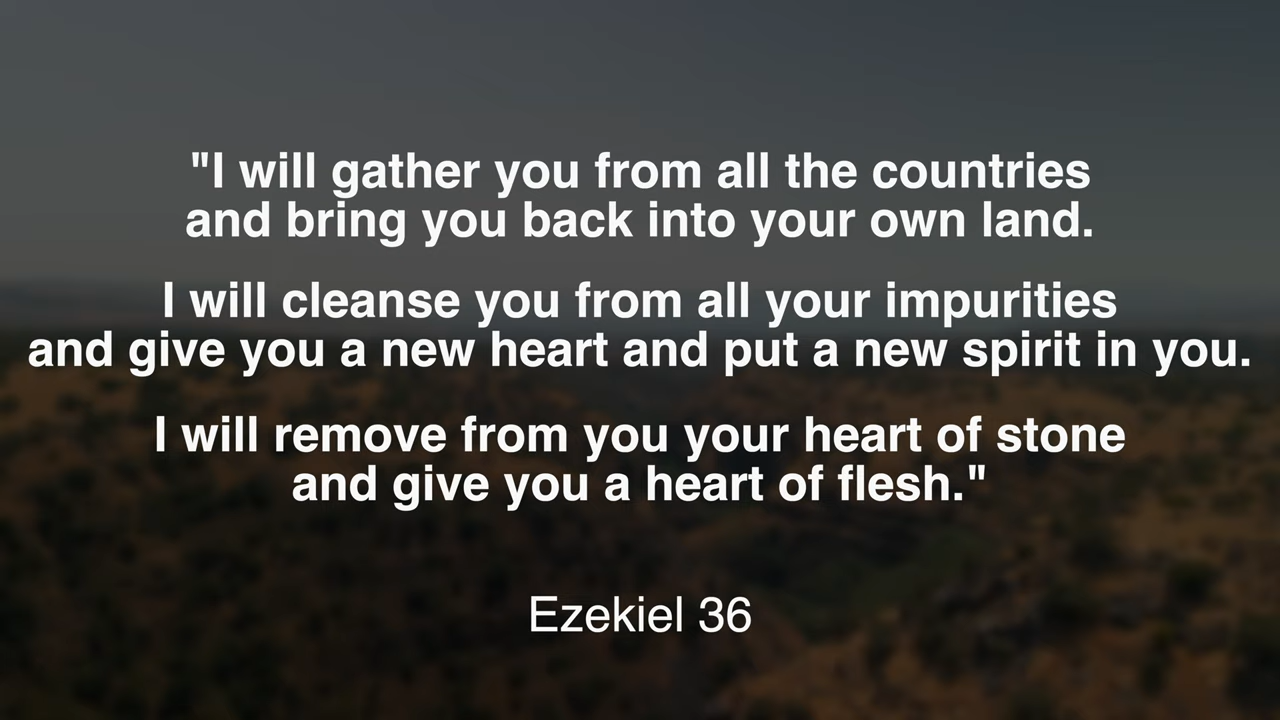 "I will gather you from all the countries
and bring you back into your own land.
I will cleanse you from all your impurities
and give you a new heart and put a new spirit in you.
I will remove from you your heart of stone
and give you a heart of flesh."
Ezekiel 36